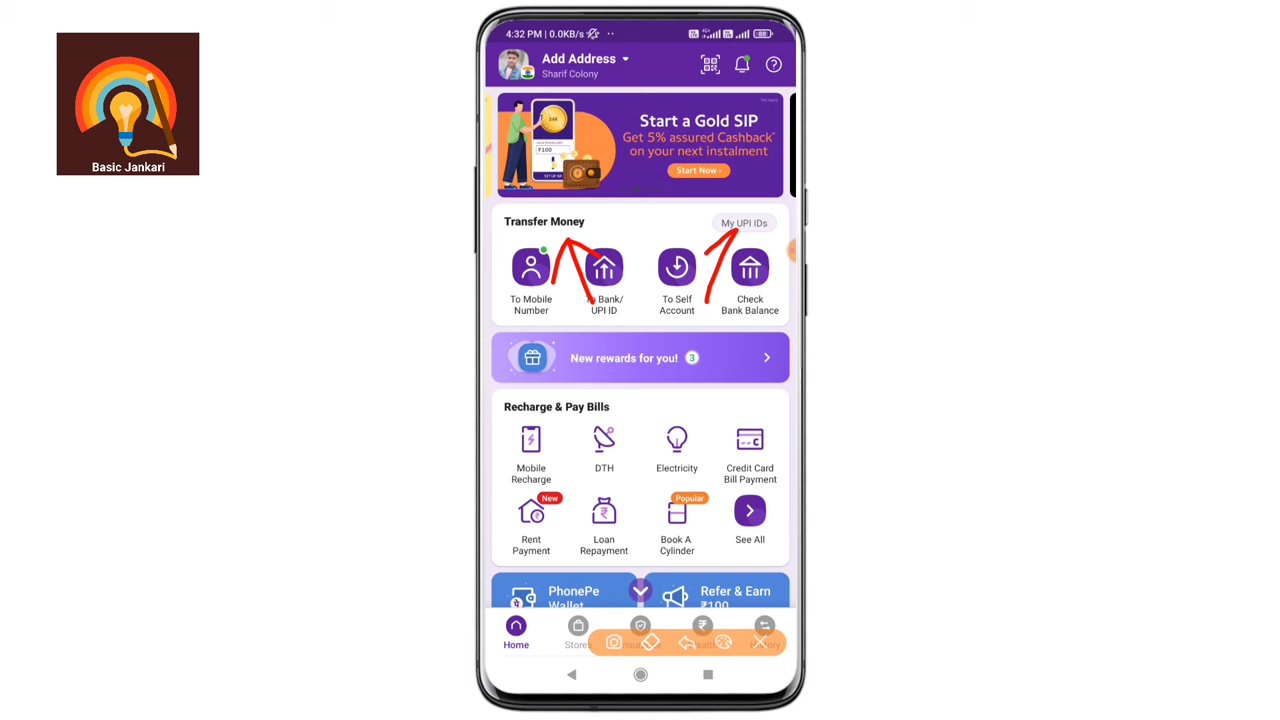 Basic Jankari
4:32 PM | 0.0KB/s
Add Address
Sharif Colony
Start a Gold SIP
Get 5% assured Cashback*
on your next instalment
Start Now ›
24K
₹100
Transfer Money
My UPI IDs
To Mobile
Number
To Bank/
UPI ID
To Self
Account
Check
Bank Balance
New rewards for you! 3
Recharge & Pay Bills
Mobile
Recharge
DTH
Electricity
Credit Card
Bill Payment
New
Popular
Rent
Payment
Loan
Repayment
Book A
Cylinder
See All
PhonePe
Wallet
Refer & Earn
₹100
Home
Stores